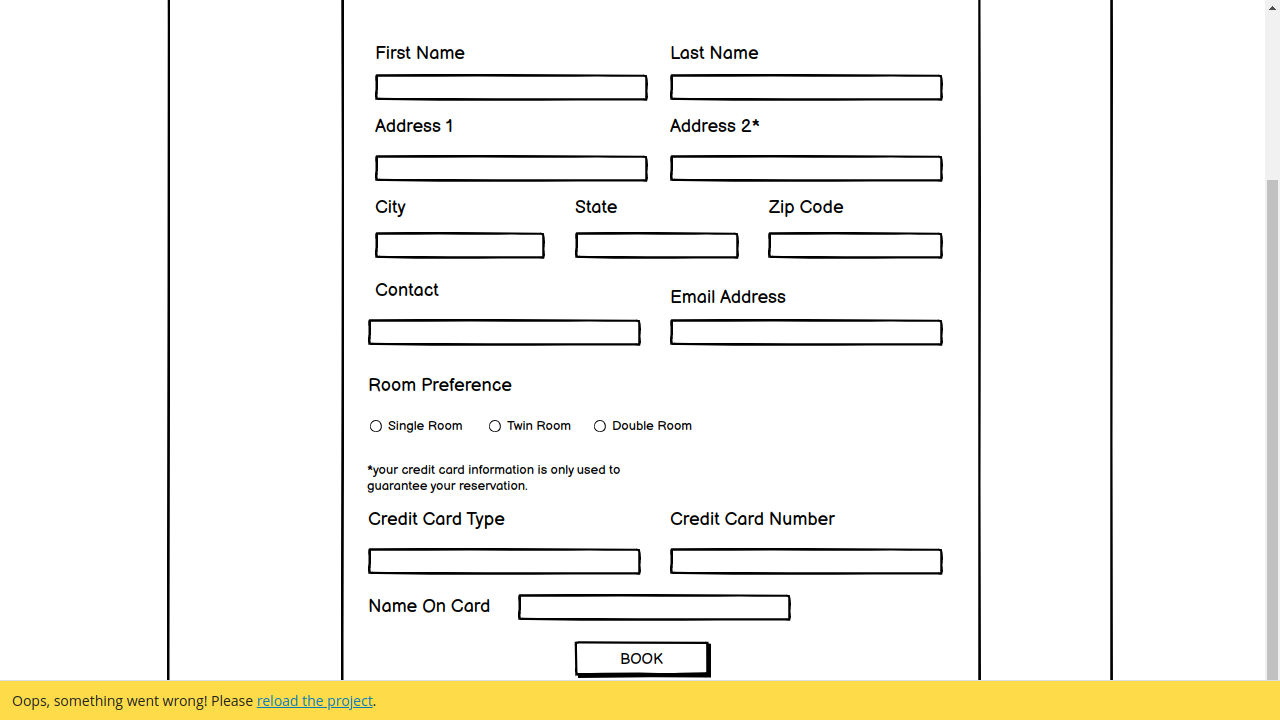 First Name
Last Name
Address 1
Address 2*
City
State
Zip Code
Contact
Email Address
Room Preference
Single Room
Twin Room
Double Room
*your credit card information is only used to
guarantee your reservation.
Credit Card Type
Credit Card Number
Name On Card
BOOK
Oops, something went wrong! Please reload the project.